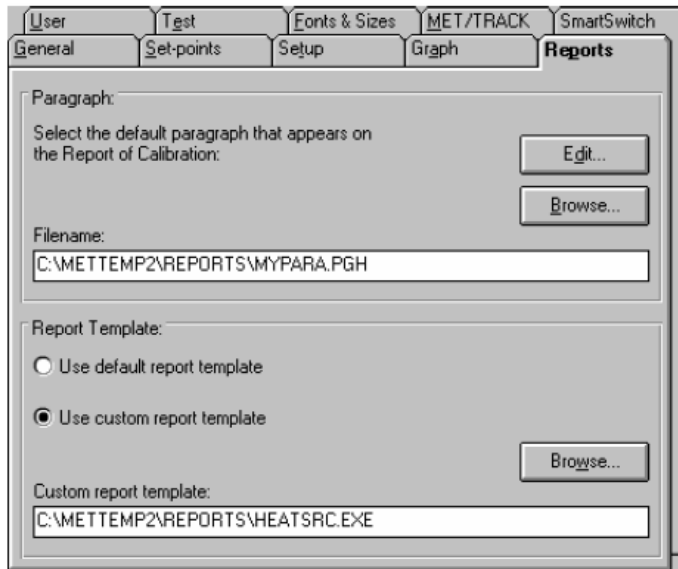 User Test Fonts & Sizes MET/TRACK SmartSwitch
General Set-points Setup Graph Reports
Paragraph:
Select the default paragraph that appears on
the Report of Calibration:
Edit...
Browse...
Filename:
C:\METTEMP2\REPORTS\MYPARA.PGH
Report Template:
Use default report template
Use custom report template
Browse...
Custom report template:
C:\METTEMP2\REPORTS\HEATSRC.EXE